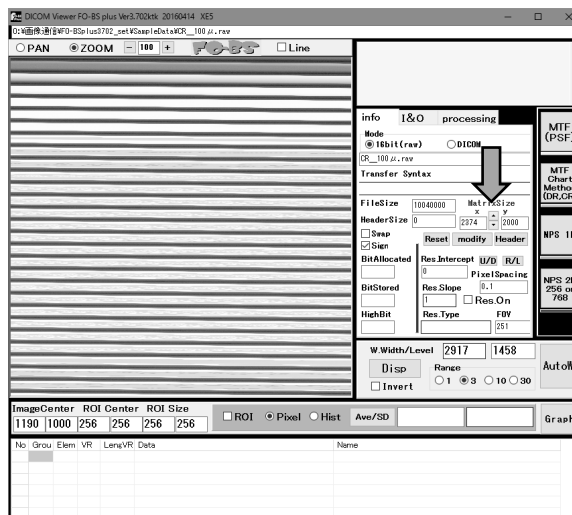 DICOM Viewer FO-BS plus Ver3.702ktk 20160414 XE5
O:¥画像通信¥FO-BSplus3702_set¥SampleData¥CR__100μ.raw
PAN ZOOM - 100 + FO-BS Line
info I&O processing
Mode
16bit(raw) DICOM
CR__100μ.raw
Transfer Syntax
FileSize 10040000 MatrixSize
x y
HeaderSize 0 2374 2000
Swap
Sign
Reset modify Header
BitAllocated Res.Intercept U/D R/L
0 PixelSpacing
BitStored Res.Slope 0.1
1 Res.On
HighBit Res.Type FOV
251
W.Width/Level 2917 1458
Disp Range
Invert 1 3 10 30
MTF
(PSF)
MTF
Chart
Metho
(DR,CR
NPS 1
NPS 2
256 o
768
AutoW
ImageCenter ROI Center ROI Size
1190 1000 256 256 256 256
ROI Pixel Hist Ave/SD Grap
No Grou Elem VR LengVR Data Name